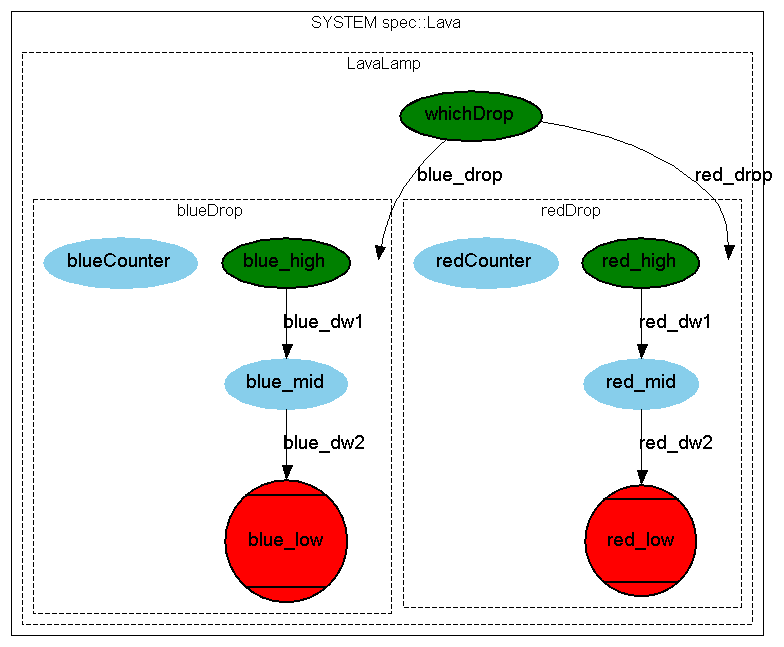 SYSTEM spec::Lava
LavaLamp
whichDrop
blue_drop
red_drop
blueDrop
redDrop
blueCounter
blue_high
redCounter
red_high
blue_dw1
red_dw1
blue_mid
red_mid
blue_dw2
red_dw2
blue_low
red_low